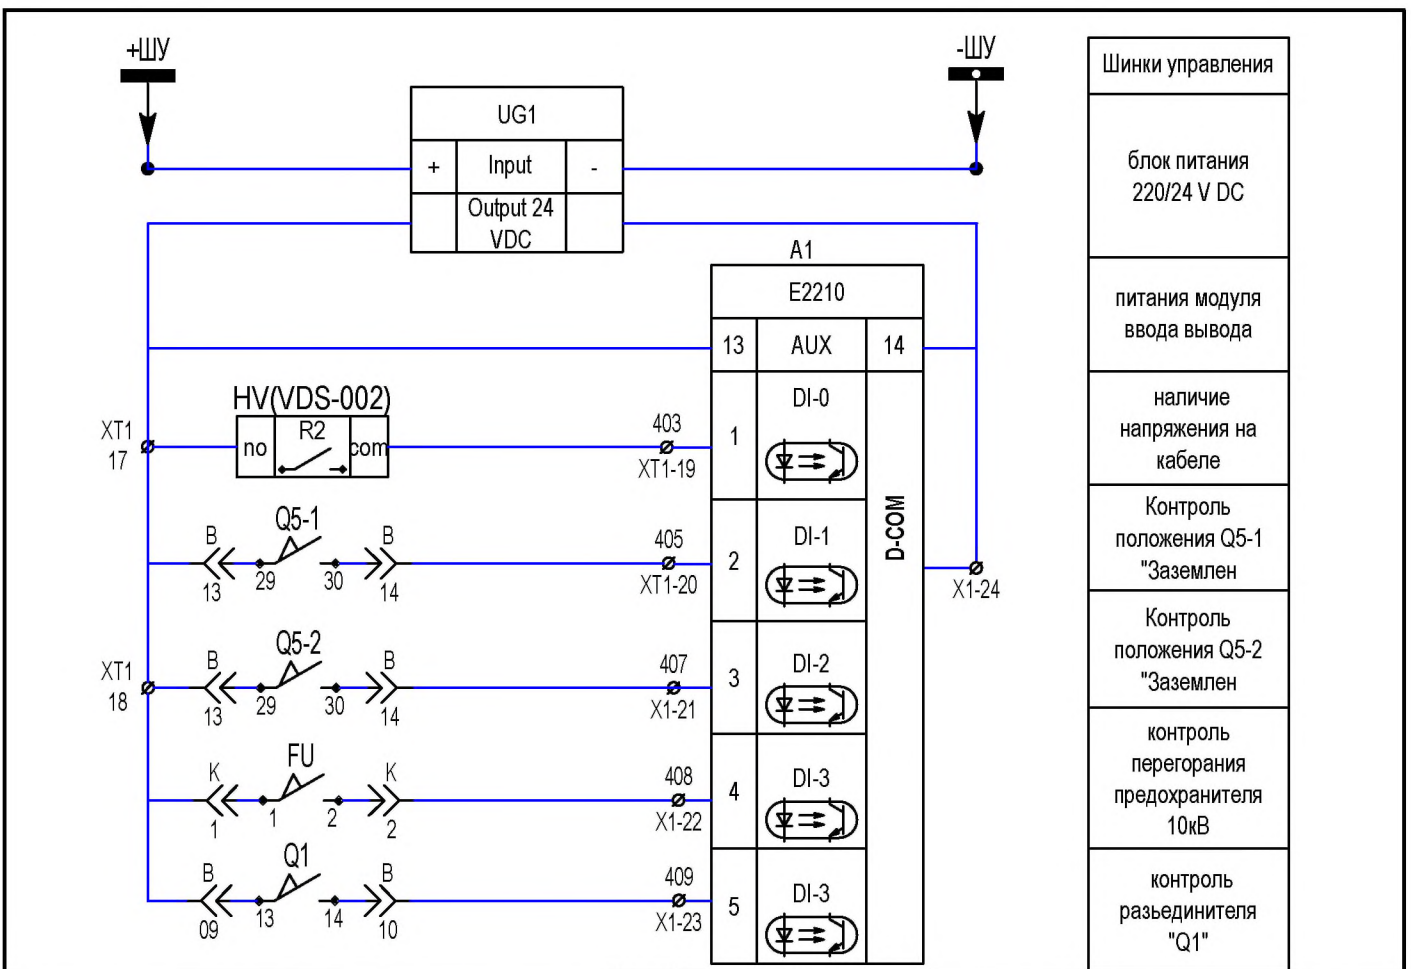 +ШУ
-ШУ
Шинки управления
UG1
+ Input -
Output 24
VDC
блок питания
220/24 V DC
A1
E2210
13 AUX 14
питания модуля
ввода вывода
HV(VDS-002)
no R2 com
XT1
17
403
XT1-19
1
DI-0
D-COM
наличие
напряжения на
кабеле
Q5-1
B B
13 29 30 14
405
XT1-20
2
DI-1
X1-24
Контроль
положения Q5-1
"Заземлен
Q5-2
XT1
18
B B
13 29 30 14
407
X1-21
3
DI-2
Контроль
положения Q5-2
"Заземлен
FU
K K
1 1 2 2
408
X1-22
4
DI-3
контроль
перегорания
предохранителя
10кВ
Q1
B B
09 13 14 10
409
X1-23
5
DI-3
контроль
разьединителя
"Q1"